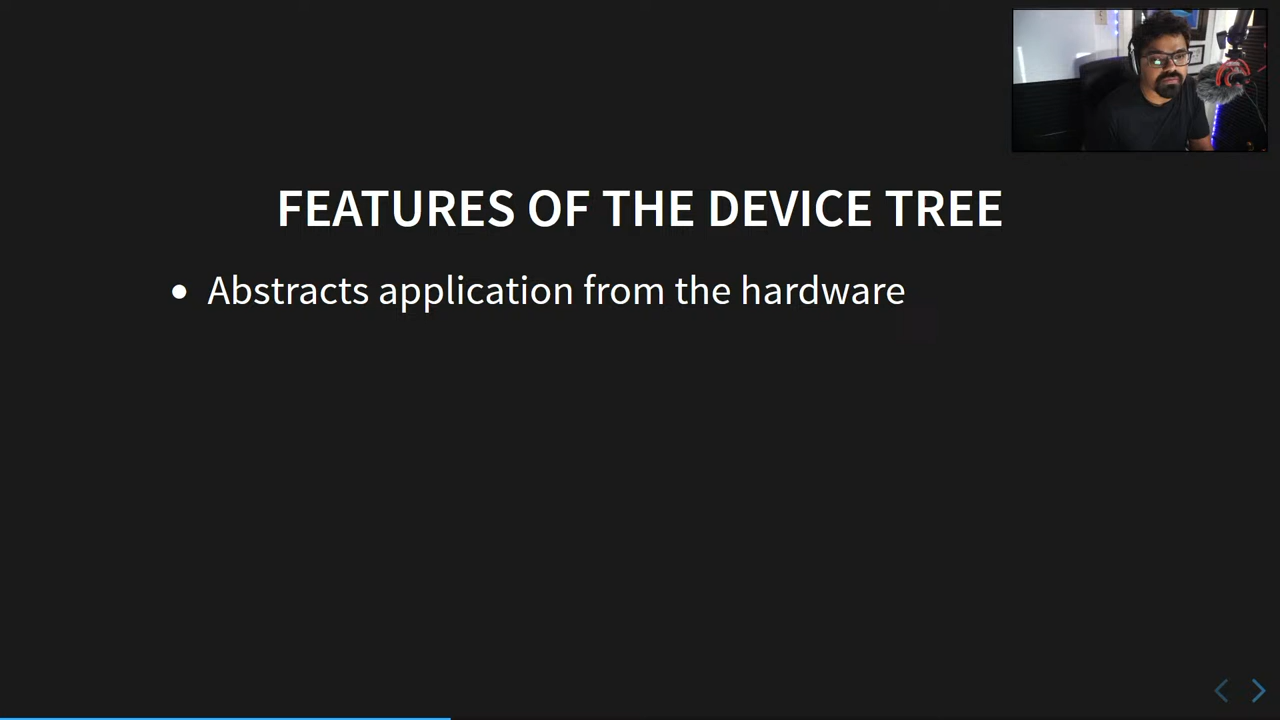 FEATURES OF THE DEVICE TREE
• Abstracts application from the hardware